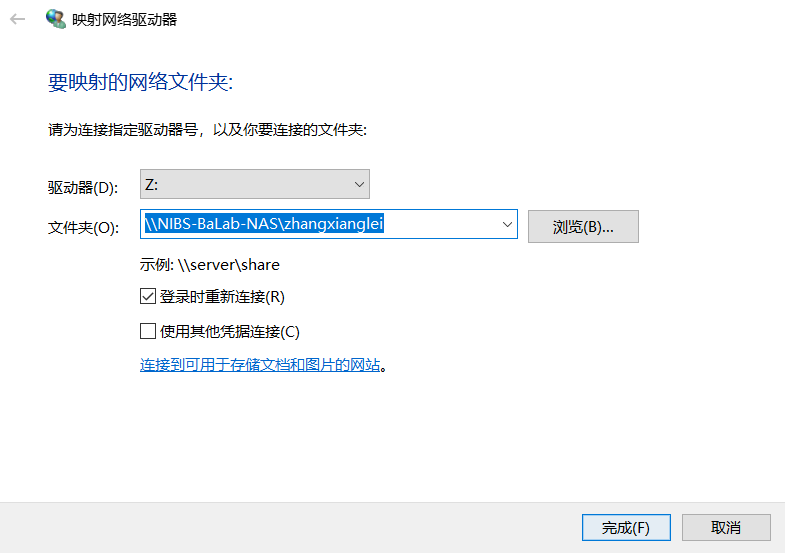 映射网络驱动器
要映射的网络文件夹:
请为连接指定驱动器号，以及你要连接的文件夹:
驱动器(D): Z:
文件夹(O): \\NIBS-BaLab-NAS\zhangxianglei 浏览(B)...
示例: \\server\share
登录时重新连接(R)
使用其他凭据连接(C)
连接到可用于存储文档和图片的网站。
完成(F) 取消